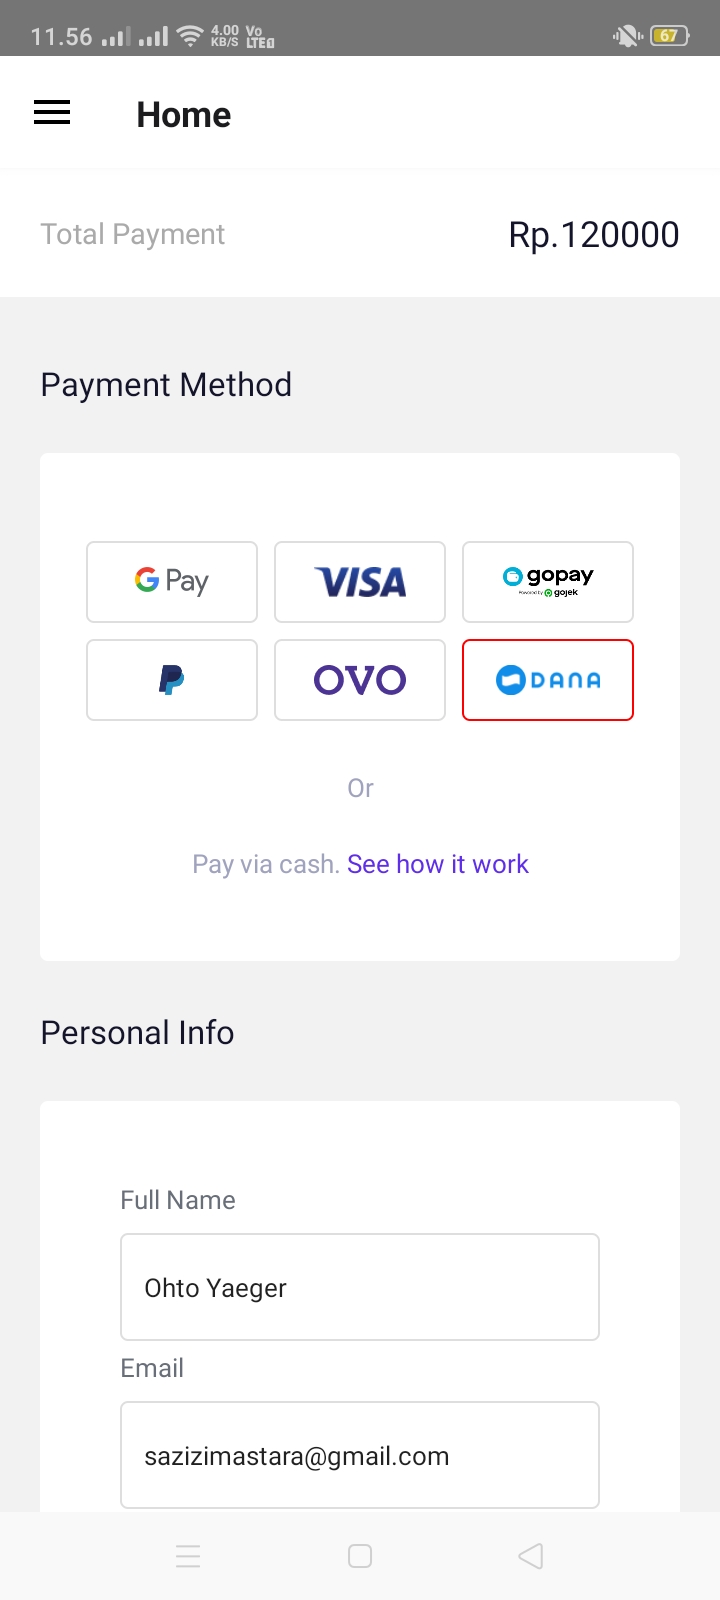 11.56 4.00 KB/S Vo LTE 67
Home
Total Payment Rp.120000
Payment Method
G Pay VISA gopay
Powered by gojek
OVO DANA
Or
Pay via cash. See how it work
Personal Info
Full Name
Ohto Yaeger
Email
sazizimastara@gmail.com